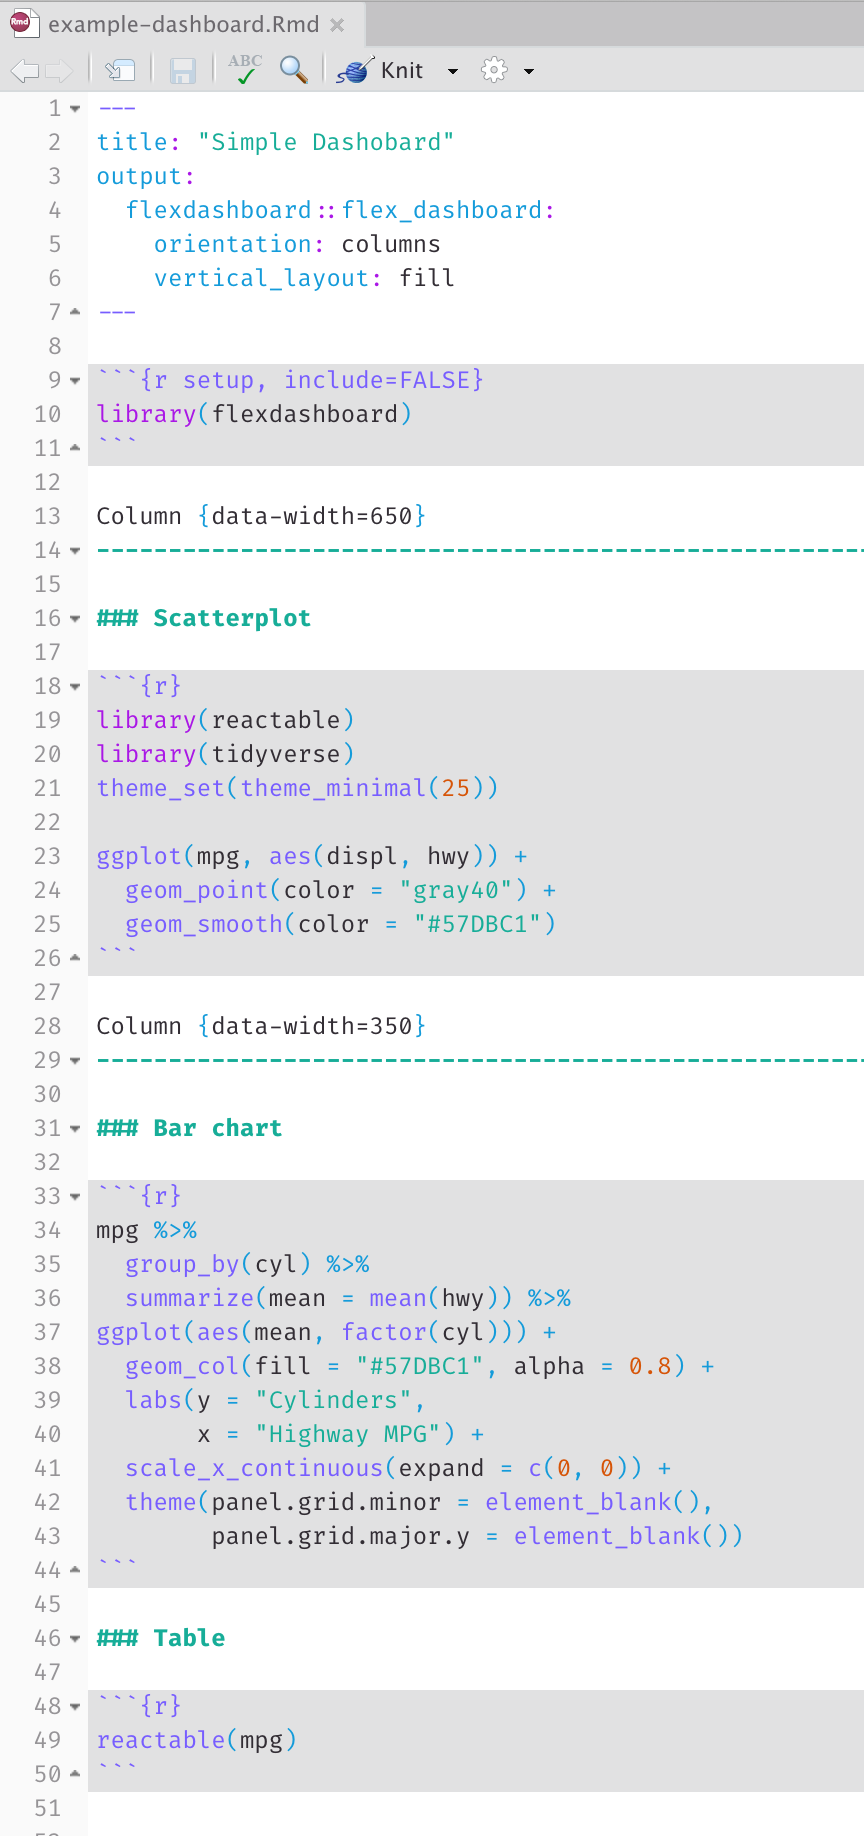 Rmd example-dashboard.Rmd
ABC Knit
1 ---
2 title: "Simple Dashobard"
3 output:
4   flexdashboard::flex_dashboard:
5     orientation: columns
6     vertical_layout: fill
7 ---
8
9 ```{r setup, include=FALSE}
10 library(flexdashboard)
11 ```
12
13 Column {data-width=650}
14 -----------------------------------------------------
15
16 ### Scatterplot
17
18 ```{r}
19 library(reactable)
20 library(tidyverse)
21 theme_set(theme_minimal(25))
22
23 ggplot(mpg, aes(displ, hwy)) +
24   geom_point(color = "gray40") +
25   geom_smooth(color = "#57DBC1")
26 ```
27
28 Column {data-width=350}
29 -----------------------------------------------------
30
31 ### Bar chart
32
33 ```{r}
34 mpg %>%
35   group_by(cyl) %>%
36   summarize(mean = mean(hwy)) %>%
37 ggplot(aes(mean, factor(cyl))) +
38   geom_col(fill = "#57DBC1", alpha = 0.8) +
39   labs(y = "Cylinders",
40        x = "Highway MPG") +
41   scale_x_continuous(expand = c(0, 0)) +
42   theme(panel.grid.minor = element_blank(),
43         panel.grid.major.y = element_blank())
44 ```
45
46 ### Table
47
48 ```{r}
49 reactable(mpg)
50 ```
51